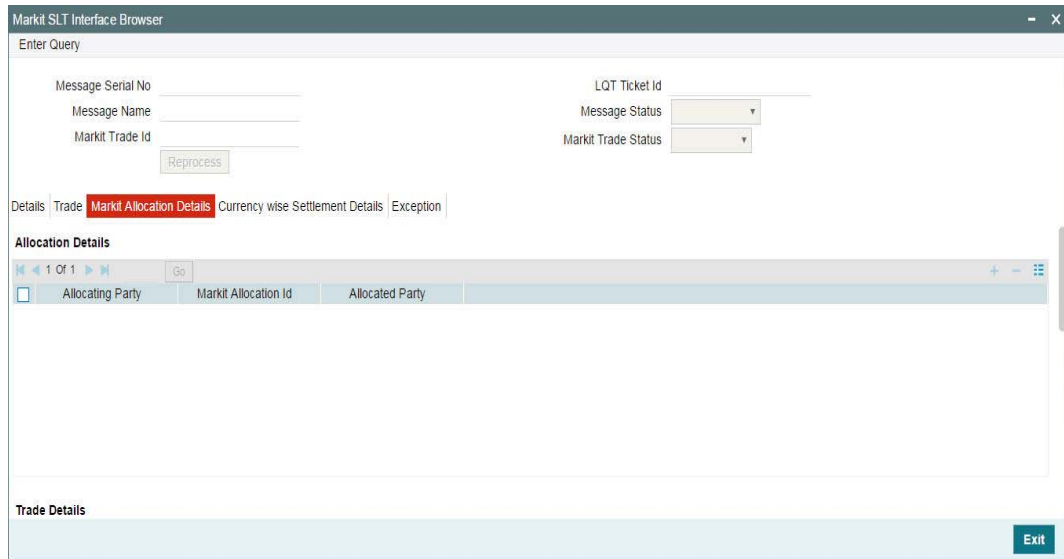 Markit SLT Interface Browser
Enter Query
Message Serial No
Message Name
Markit Trade Id
Reprocess
LQT Ticket Id
Message Status
Markit Trade Status
Details Trade Markit Allocation Details Currency wise Settlement Details Exception
Allocation Details
1 Of 1 Go
Allocating Party Markit Allocation Id Allocated Party
Trade Details
Exit